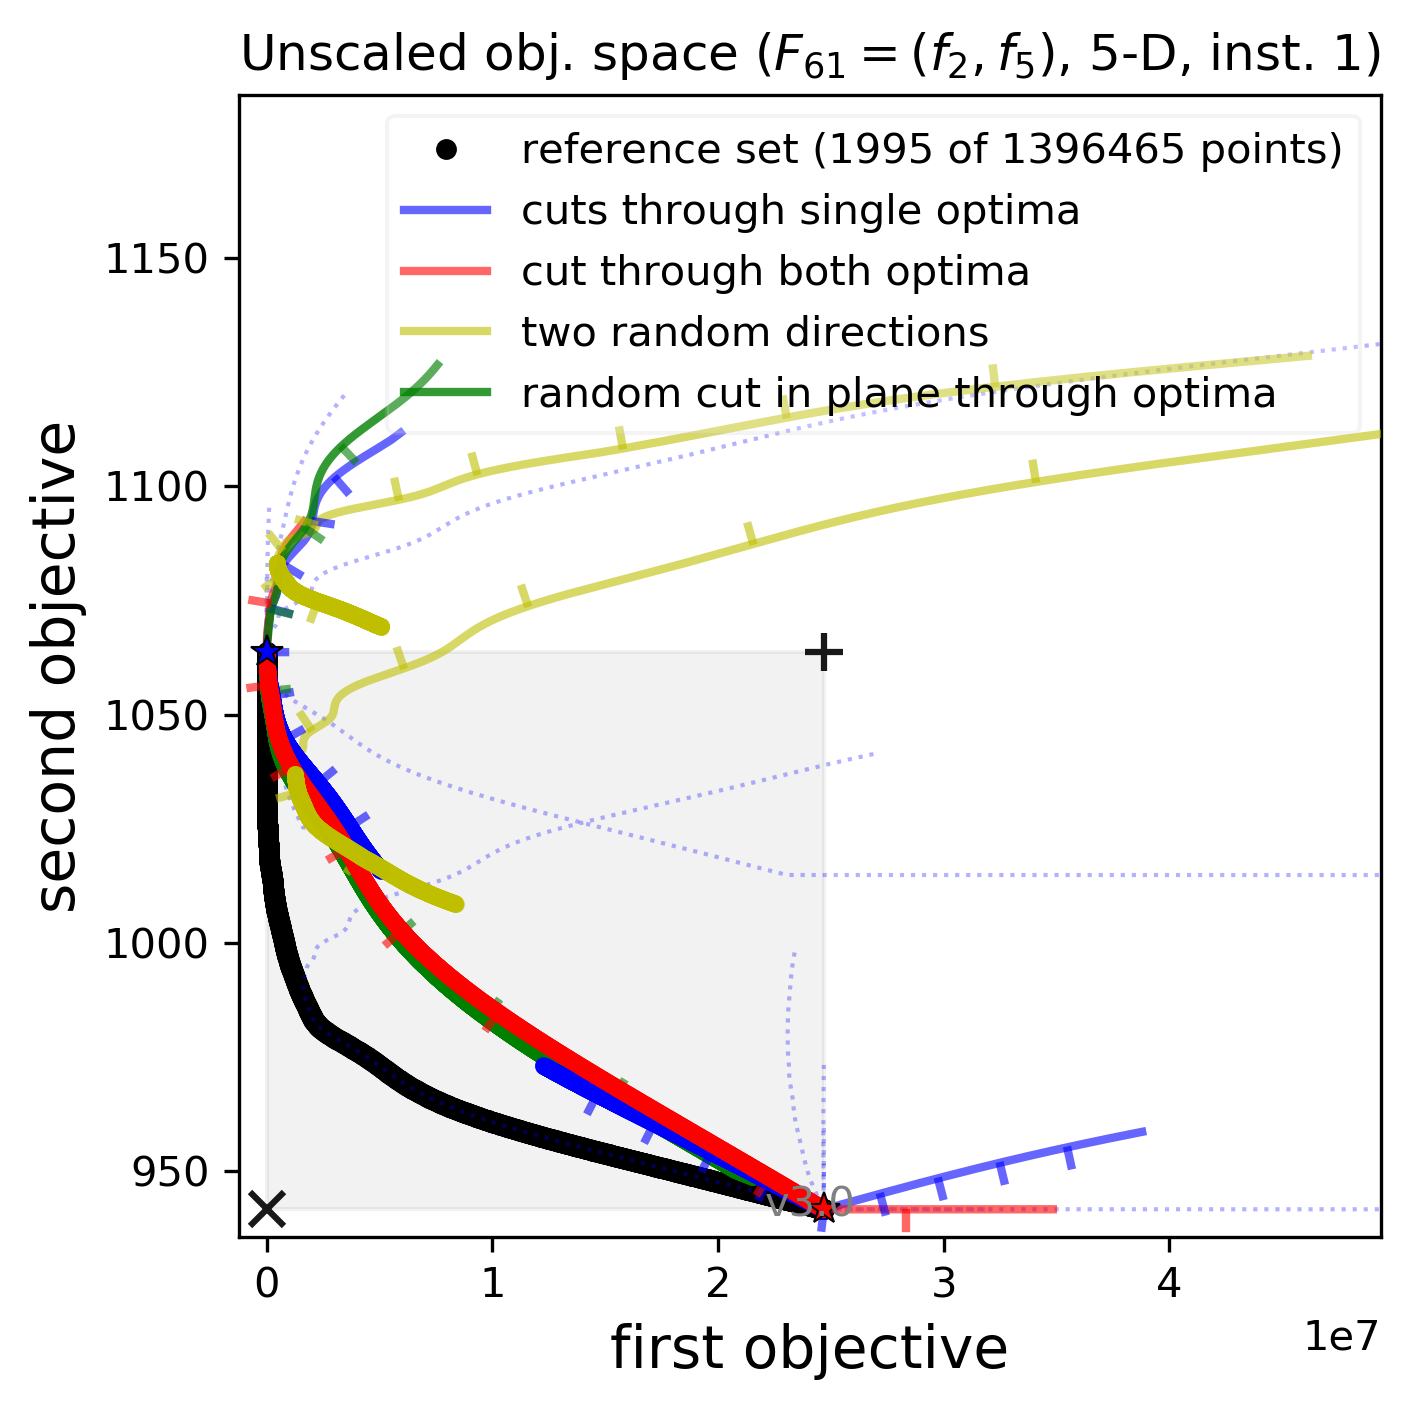 Unscaled obj. space (F61 = (f2, f5), 5-D, inst. 1)
reference set (1995 of 1396465 points)
cuts through single optima
cut through both optima
two random directions
random cut in plane through optima
second objective
1150
1100
1050
1000
950
v3.0
0 1 2 3 4
1e7
first objective